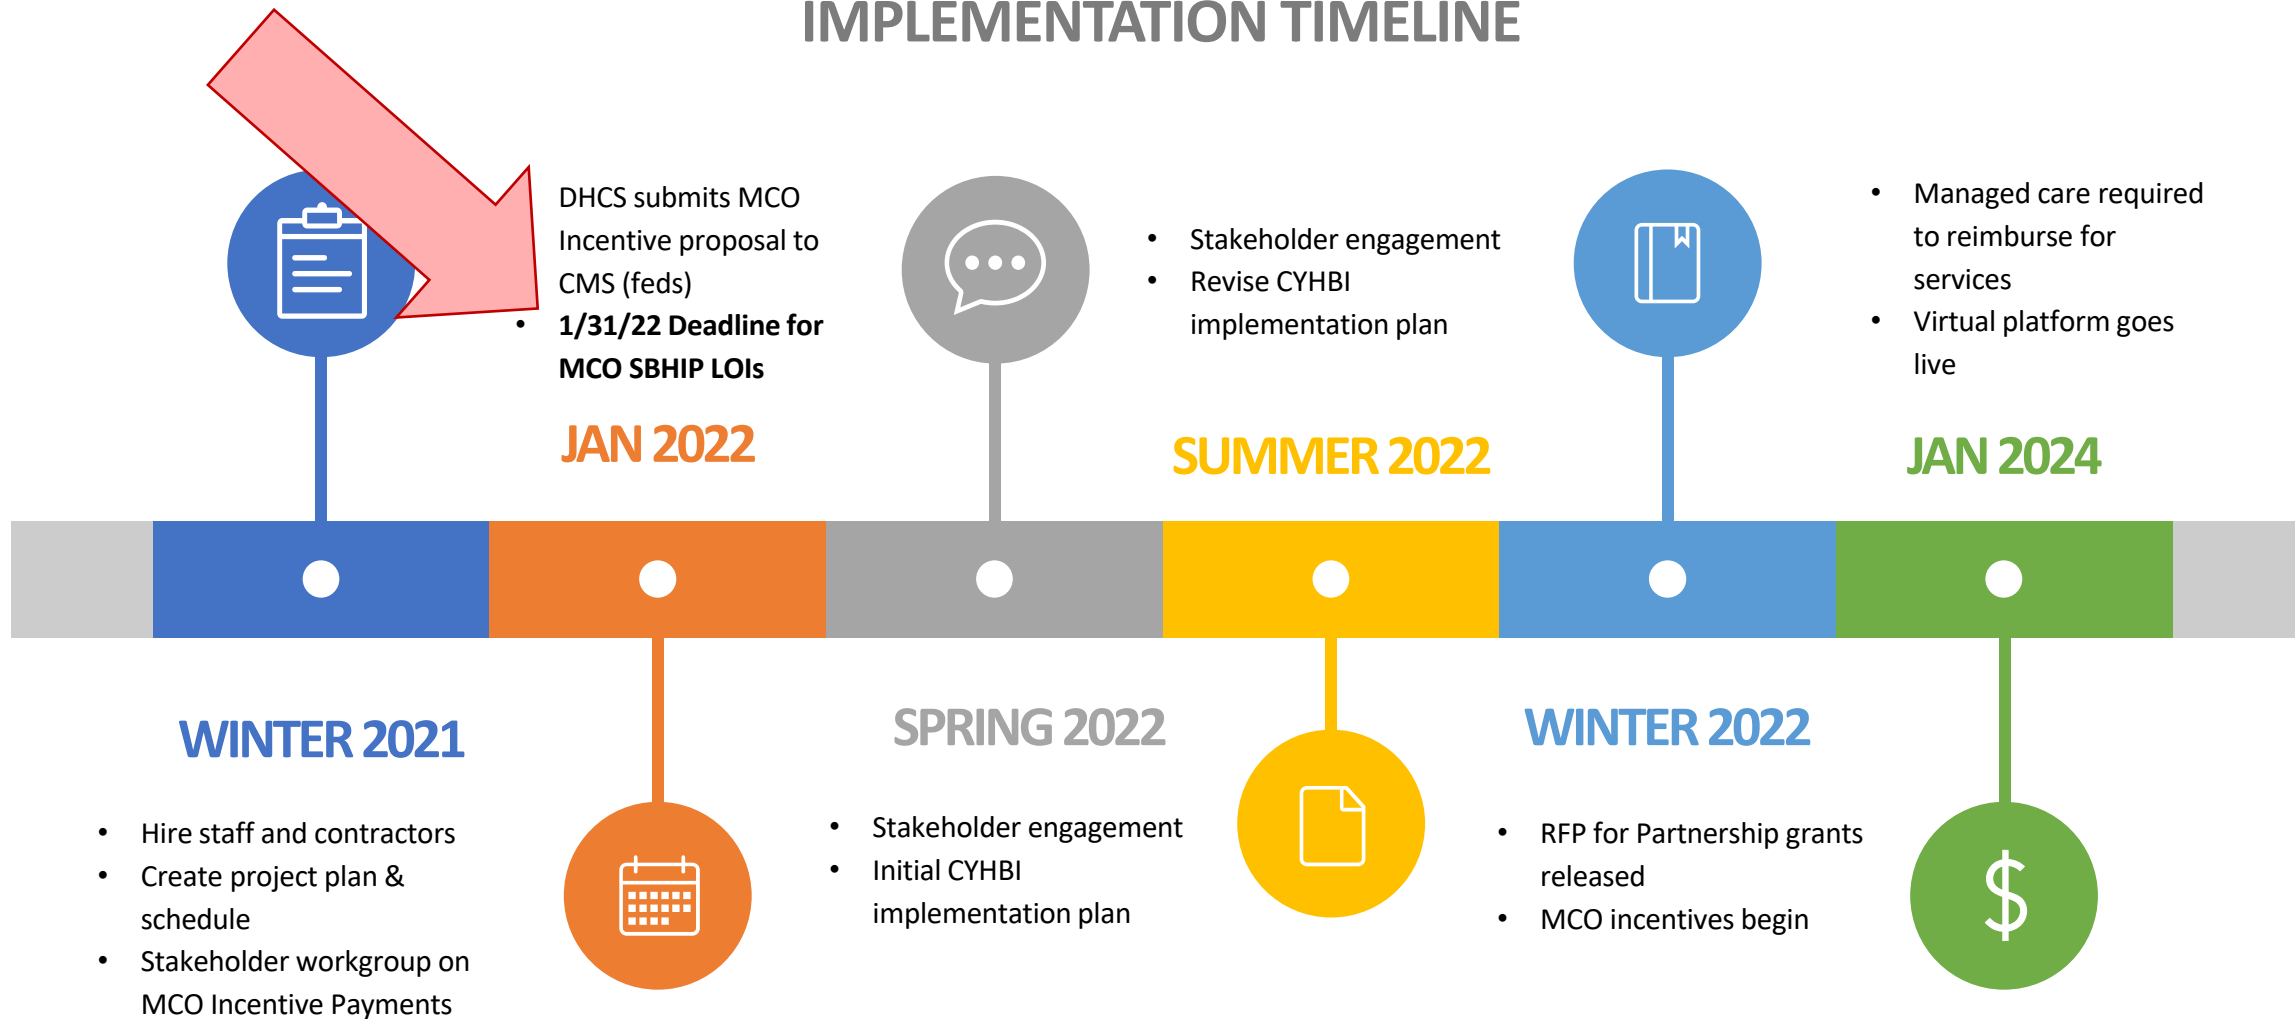 IMPLEMENTATION TIMELINE
DHCS submits MCO
Incentive proposal to
CMS (feds)
• 1/31/22 Deadline for
MCO SBHIP LOIs
JAN 2022
• Stakeholder engagement
• Revise CYHBI
implementation plan
SUMMER 2022
• Managed care required
to reimburse for
services
• Virtual platform goes
live
JAN 2024
WINTER 2021
• Hire staff and contractors
• Create project plan &
schedule
• Stakeholder workgroup on
MCO Incentive Payments
SPRING 2022
• Stakeholder engagement
• Initial CYHBI
implementation plan
WINTER 2022
• RFP for Partnership grants
released
• MCO incentives begin
$